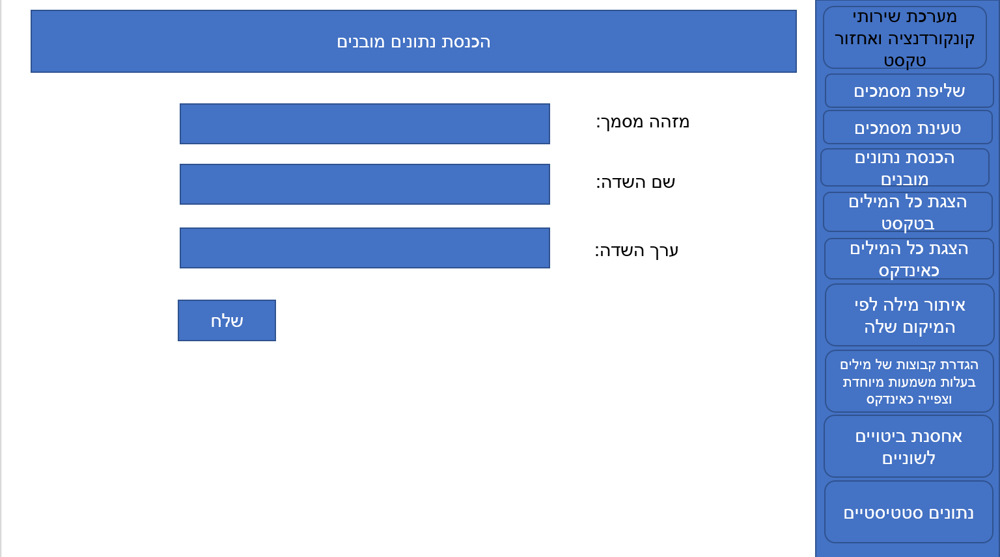 מערכת שירותי
קונקורדנציה ואחזור
טקסט
שליפת מסמכים
טעינת מסמכים
הכנסת נתונים
מובנים
הצגת כל המילים
בטקסט
הצגת כל המילים
כאינדקס
איתור מילה לפי
המיקום שלה
הגדרת קבוצות של מילים
בעלות משמעות מיוחדת
וצפייה כאינדקס
אחסנת ביטויים
לשוניים
נתונים סטטיסטיים
הכנסת נתונים מובנים
מזהה מסמך:
שם השדה:
ערך השדה:
שלח